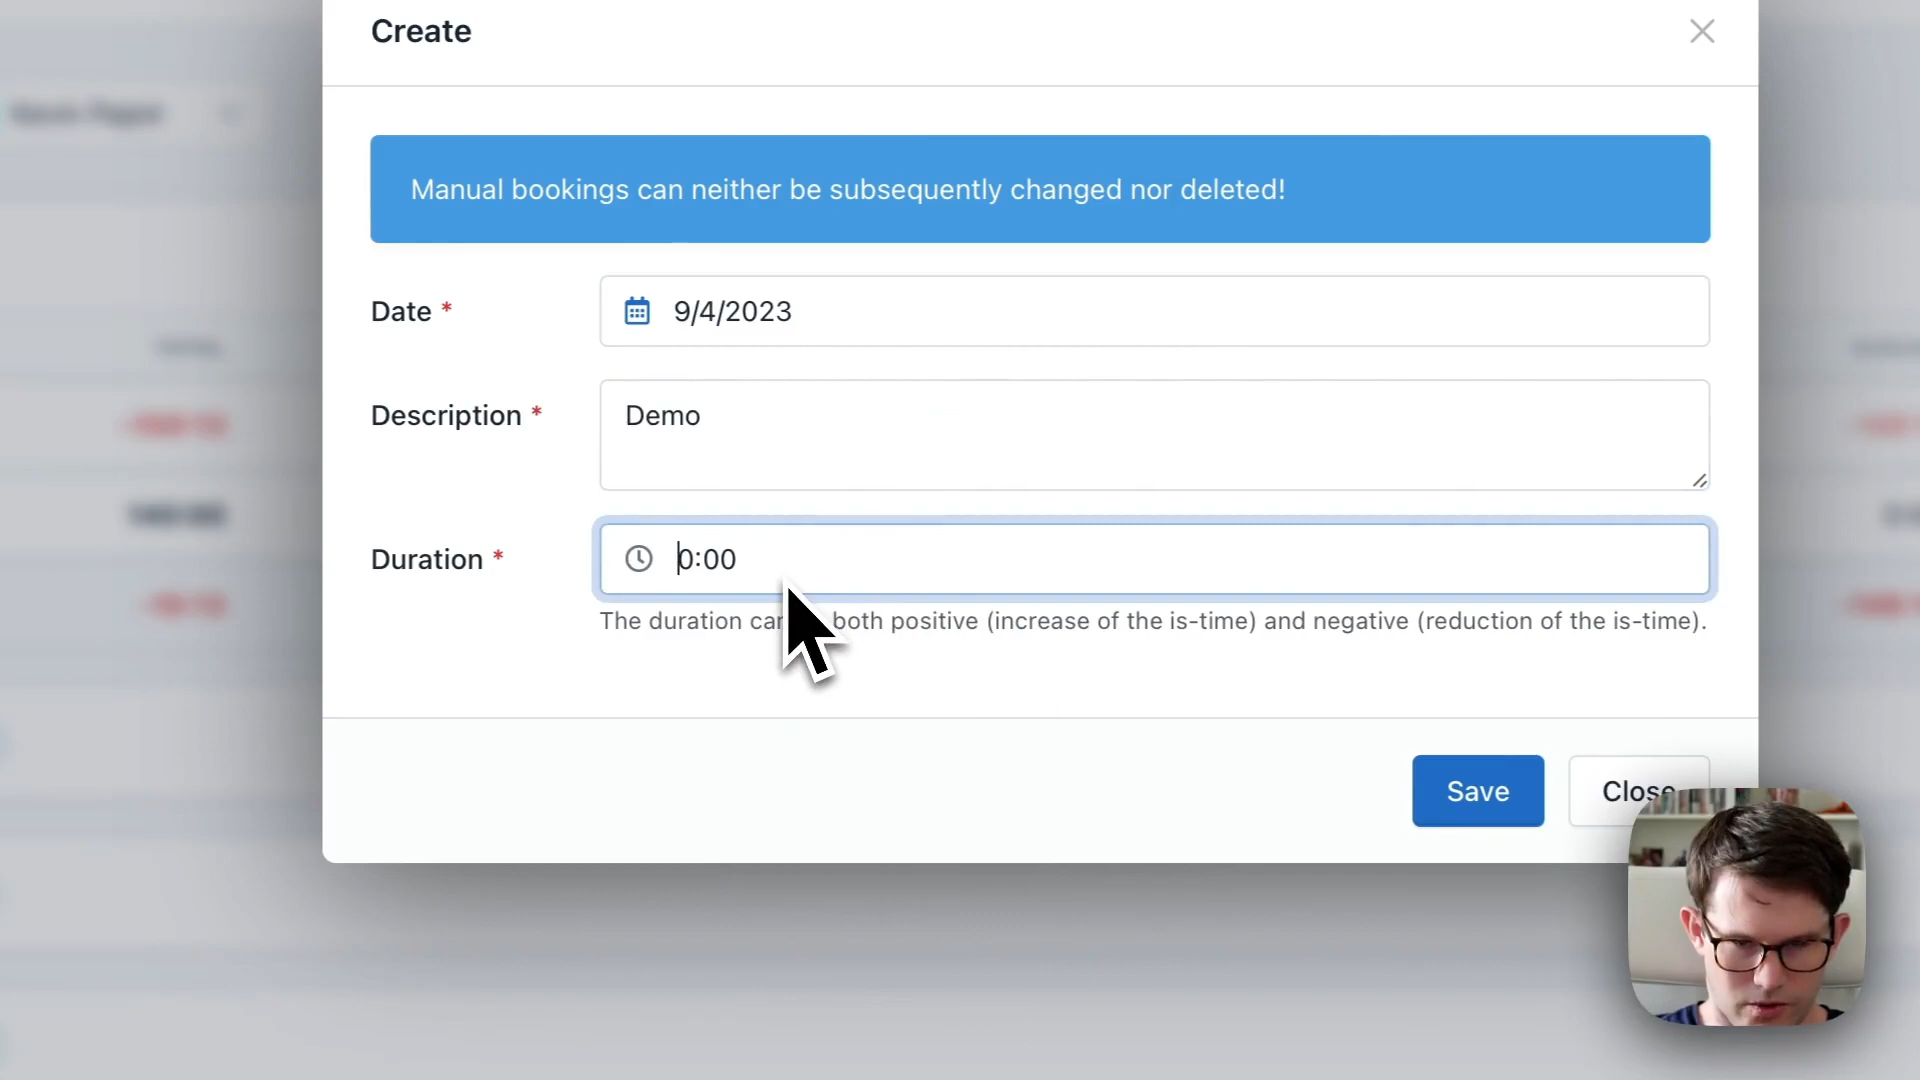 Create
Manual bookings can neither be subsequently changed nor deleted!
Date *
9/4/2023
Description *
Demo
Duration *
0:00
The duration can both positive (increase of the is-time) and negative (reduction of the is-time).
Save
Close